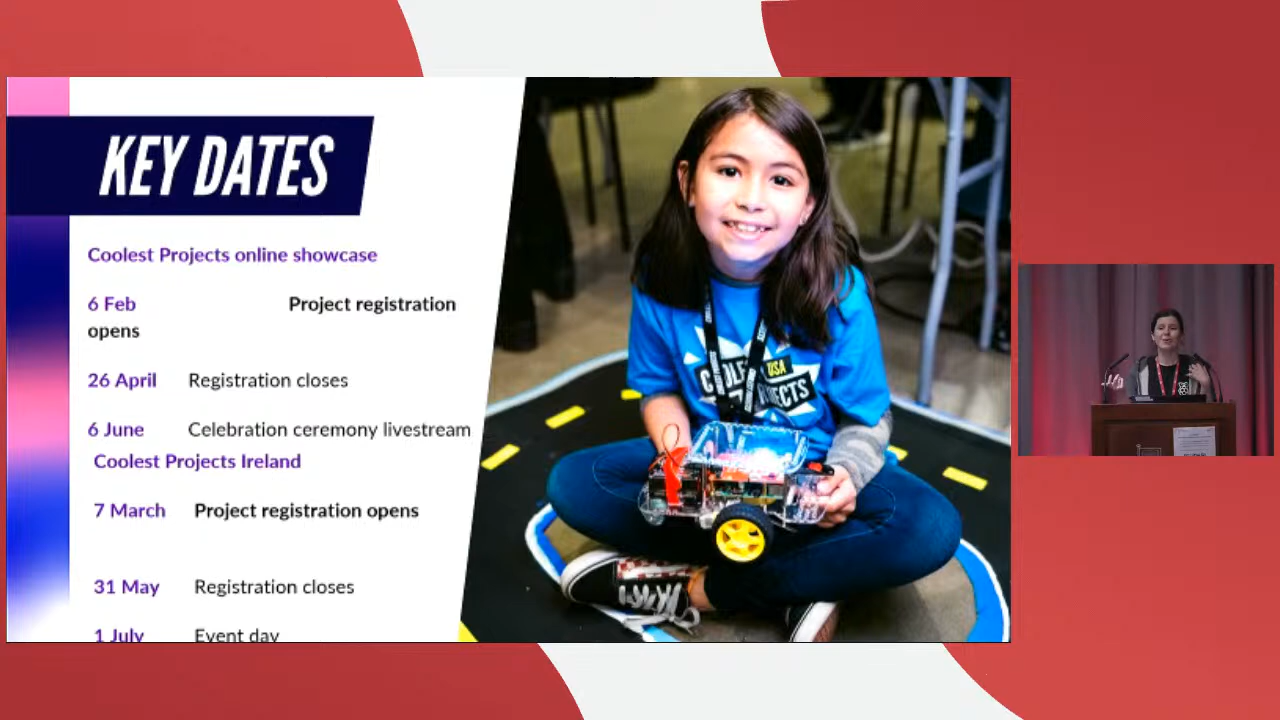 KEY DATES
Coolest Projects online showcase
6 Feb Project registration
opens
26 April Registration closes
6 June Celebration ceremony livestream
Coolest Projects Ireland
7 March Project registration opens
31 May Registration closes
1 July Event day
USA